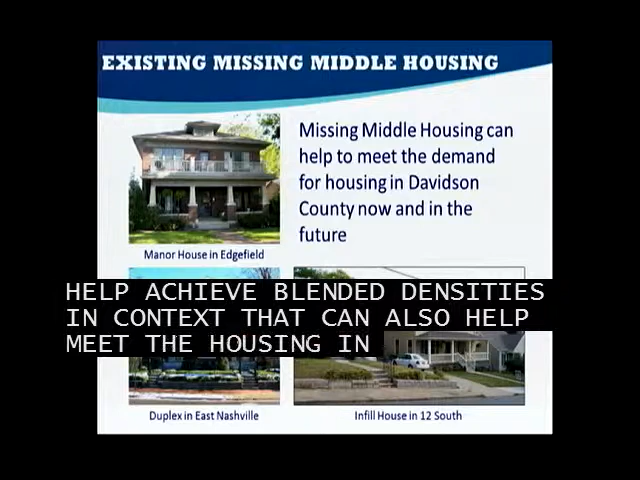 EXISTING MISSING MIDDLE HOUSING
Missing Middle Housing can
help to meet the demand
for housing in Davidson
County now and in the
future
Manor House in Edgefield
HELP ACHIEVE BLENDED DENSITIES
IN CONTEXT THAT CAN ALSO HELP
MEET THE HOUSING IN
Duplex in East Nashville
Infill House in 12 South